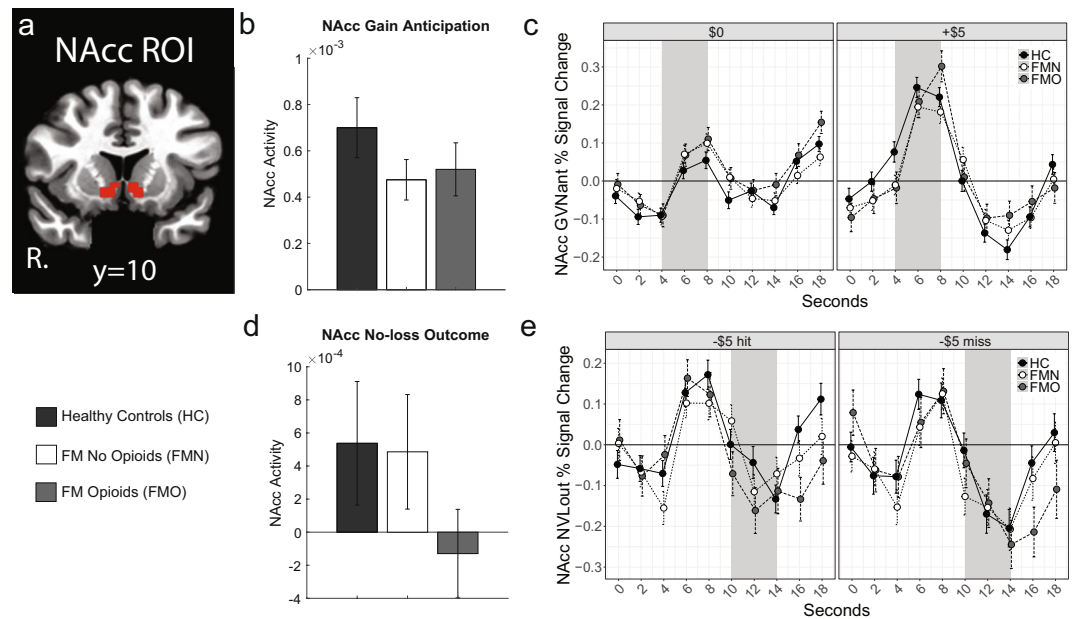 a
NAcc ROI
R.
y=10
b
NAcc Gain Anticipation
×10⁻³
1
0.8
0.6
0.4
0.2
0
NAcc Activity
c
$0
+$5
HC
FMN
FMO
0.3
0.2
0.1
0.0
−0.1
−0.2
NAcc GVNant % Signal Change
0 2 4 6 8 10 12 14 16 18
0 2 4 6 8 10 12 14 16 18
Seconds
Healthy Controls (HC)
FM No Opioids (FMN)
FM Opioids (FMO)
d
NAcc No-loss Outcome
×10⁻⁴
10
8
6
4
2
0
-2
-4
NAcc Activity
e
-$5 hit
-$5 miss
HC
FMN
FMO
0.2
0.1
0.0
−0.1
−0.2
−0.3
NAcc NVLout % Signal Change
0 2 4 6 8 10 12 14 16 18
0 2 4 6 8 10 12 14 16 18
Seconds